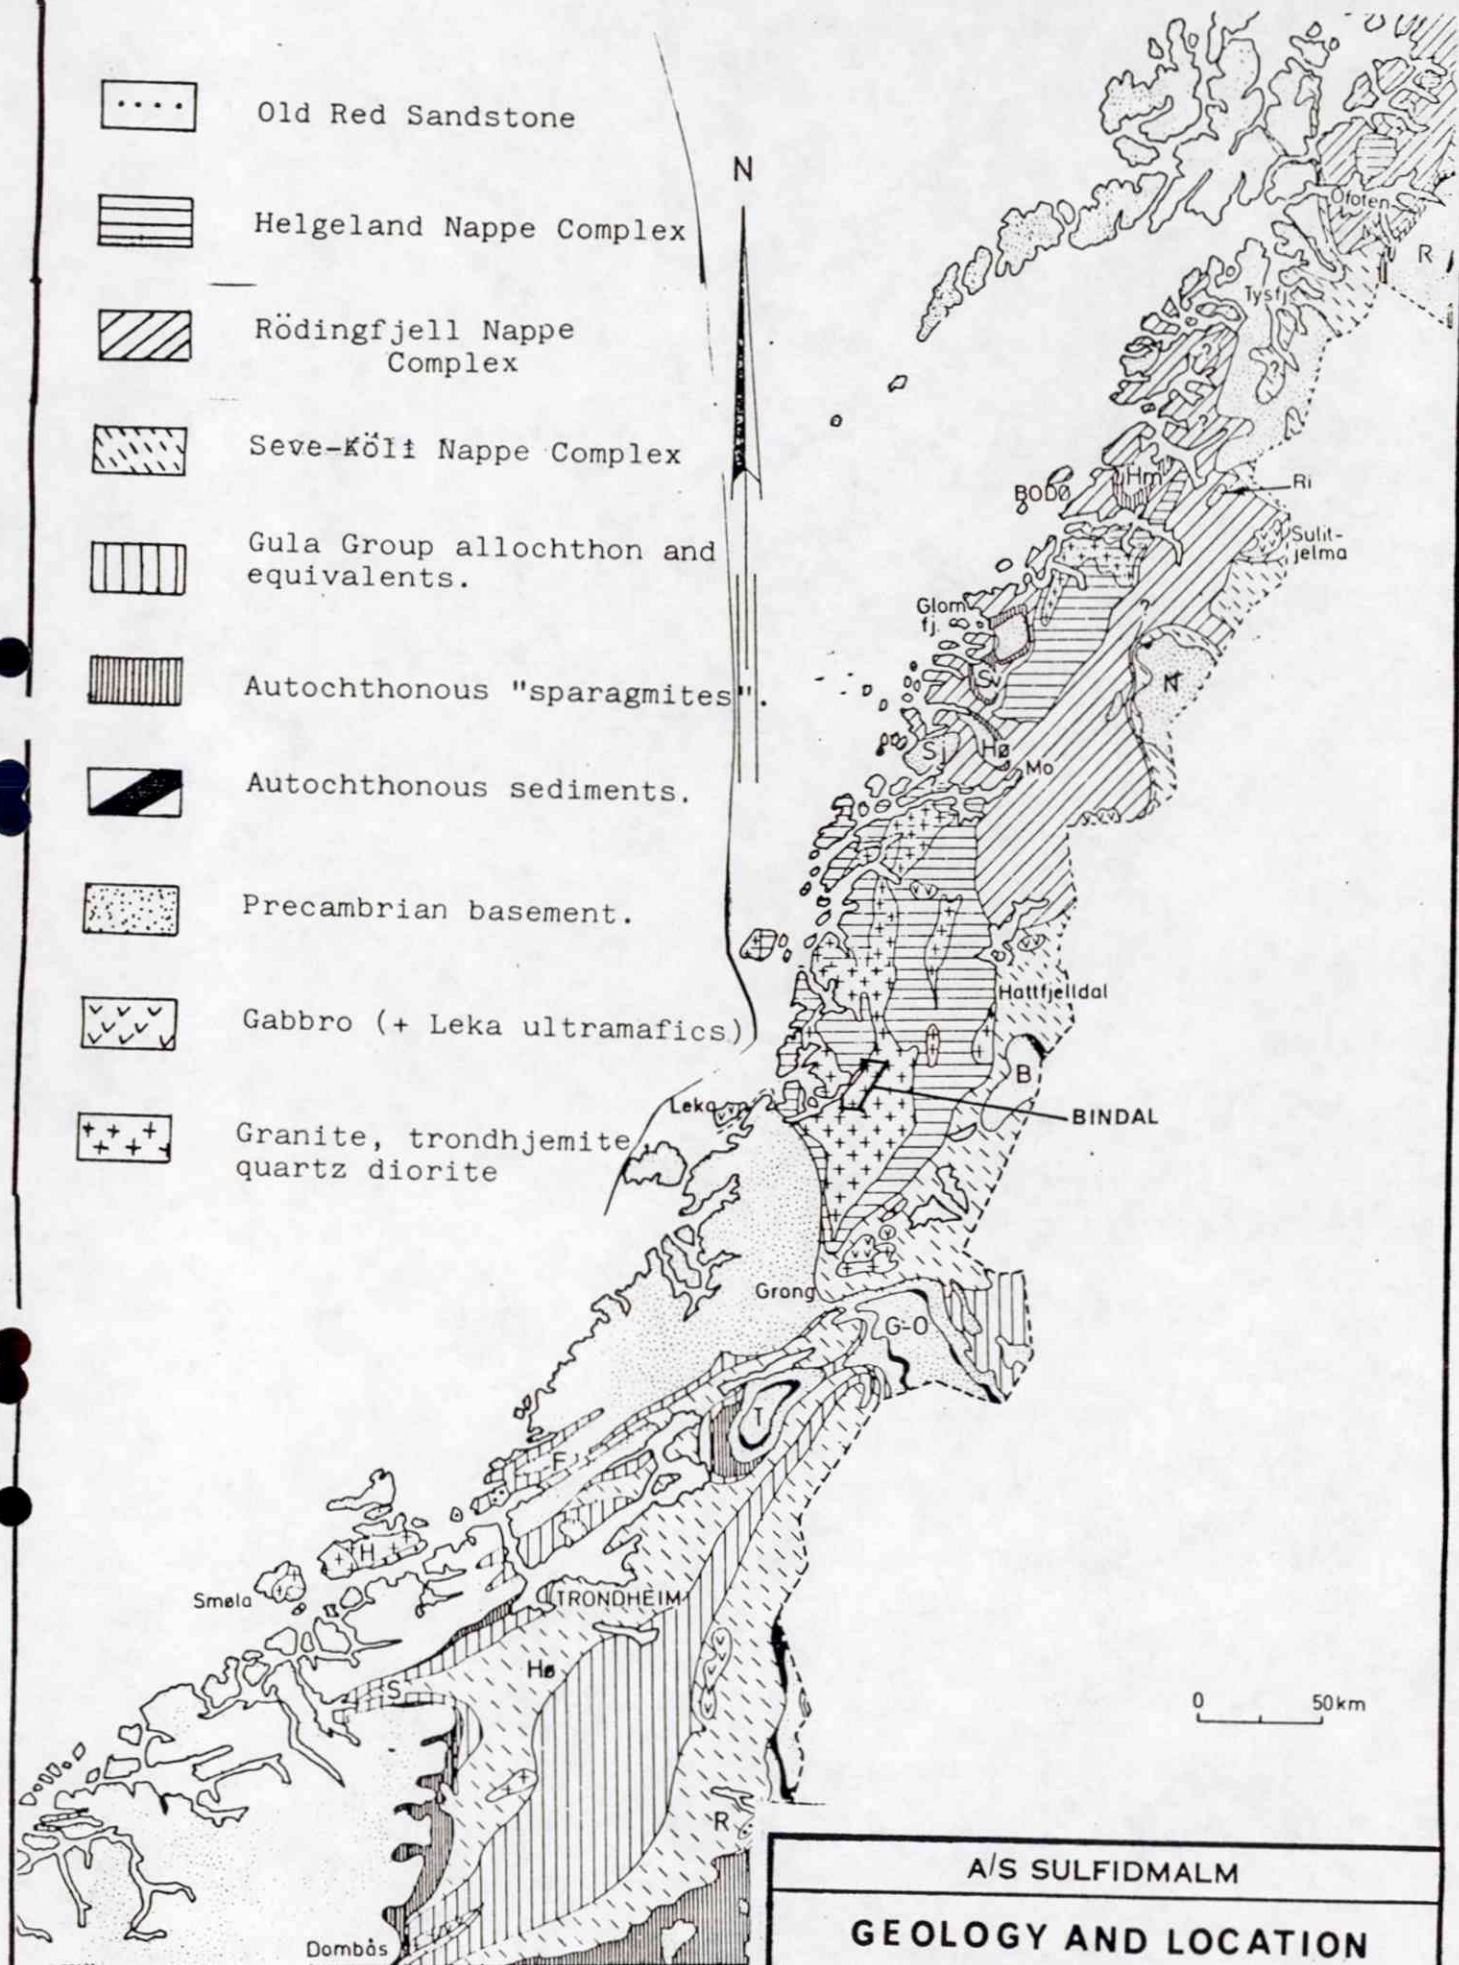 Old Red Sandstone
Helgeland Nappe Complex
Rödingfjell Nappe
Complex
Seve-Köli Nappe Complex
Gula Group allochthon and
equivalents.
Autochthonous "sparagmites".
Autochthonous sediments.
Precambrian basement.
Gabbro (+ Leka ultramafics)
Granite, trondhjemite
quartz diorite
N
Ofoten
R
Tysfj.
Hm
BODØ
Ri
Sulit-
jelma
Glom
fj.
?
?
?
?
Sv
N
Sj
Hø
Mo
Hattfjelldal
B
BINDAL
Leka
Grong
G-O
T
F
H
Smøla
TRONDHEIM
Hø
S
R
Dombås
0 50km
A/S SULFIDMALM
GEOLOGY AND LOCATION